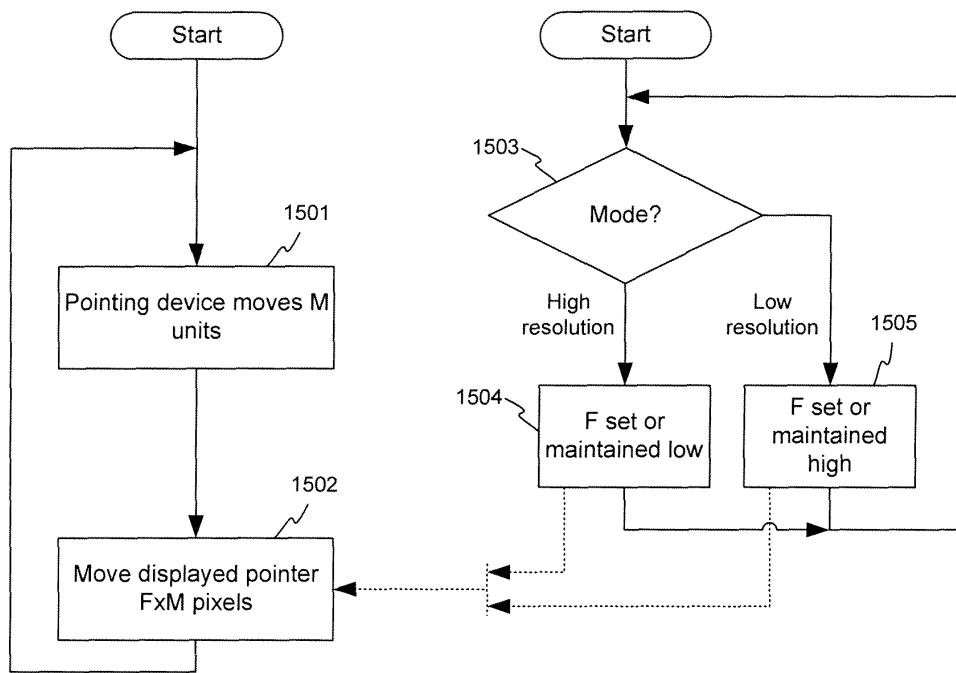 Start
1501
Pointing device moves M
units
1502
Move displayed pointer
FxM pixels
Start
1503
Mode?
High
resolution
Low
resolution
1504
F set or
maintained low
1505
F set or
maintained
high